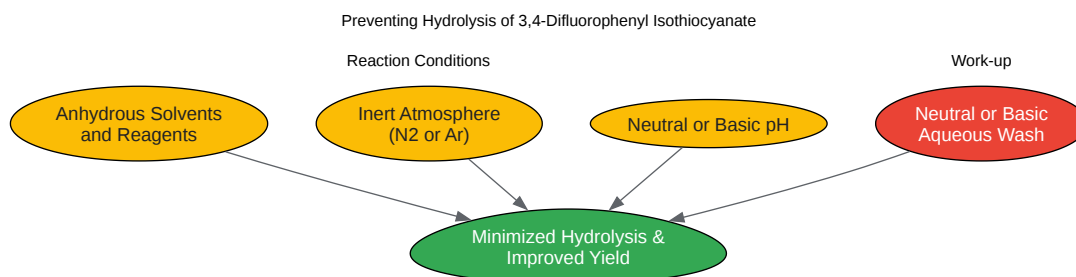 Preventing Hydrolysis of 3,4-Difluorophenyl Isothiocyanate
Reaction Conditions
Work-up
Anhydrous Solvents
and Reagents
Inert Atmosphere
(N2 or Ar)
Neutral or Basic pH
Neutral or Basic
Aqueous Wash
Minimized Hydrolysis &
Improved Yield